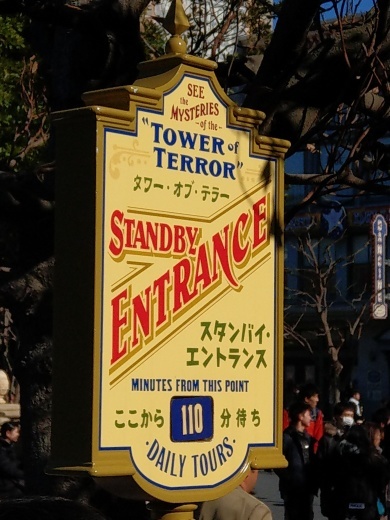 SEE
the
MYSTERIES
-of the-
"TOWER of
TERROR"
タワー・オブ・テラー
STANDBY
ENTRANCE
スタンバイ・
エントランス
MINUTES FROM THIS POINT
ここから 110 分待ち
・DAILY TOURS・